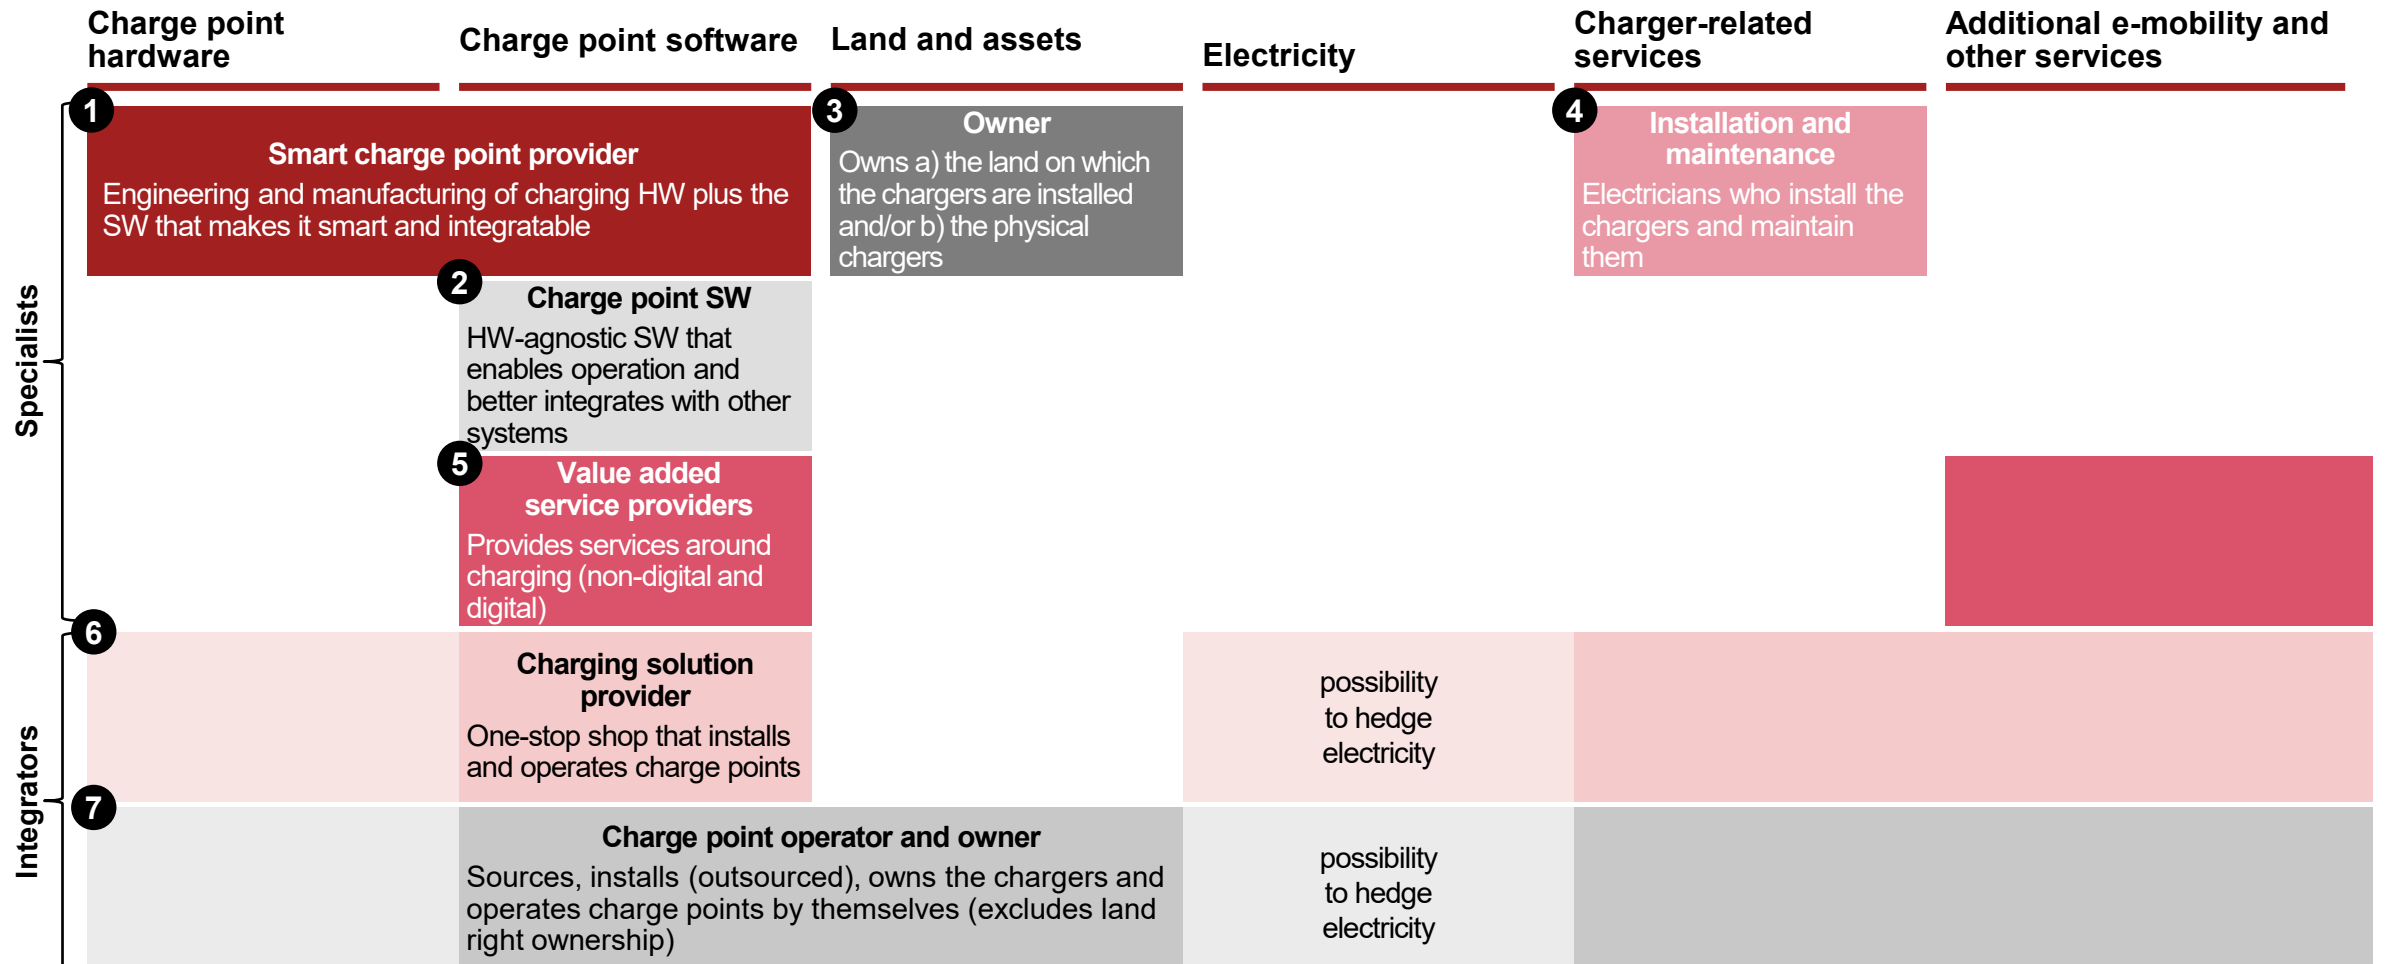 Charge point
hardware
Charge point software
Land and assets
Electricity
Charger-related
services
Additional e-mobility and
other services
Specialists
1
Smart charge point provider
Engineering and manufacturing of charging HW plus the
SW that makes it smart and integratable
3
Owner
Owns a) the land on which
the chargers are installed
and/or b) the physical
chargers
4
Installation and
maintenance
Electricians who install the
chargers and maintain
them
2
Charge point SW
HW-agnostic SW that
enables operation and
better integrates with other
systems
5
Value added
service providers
Provides services around
charging (non-digital and
digital)
Integrators
6
Charging solution
provider
One-stop shop that installs
and operates charge points
possibility
to hedge
electricity
7
Charge point operator and owner
Sources, installs (outsourced), owns the chargers and
operates charge points by themselves (excludes land
right ownership)
possibility
to hedge
electricity